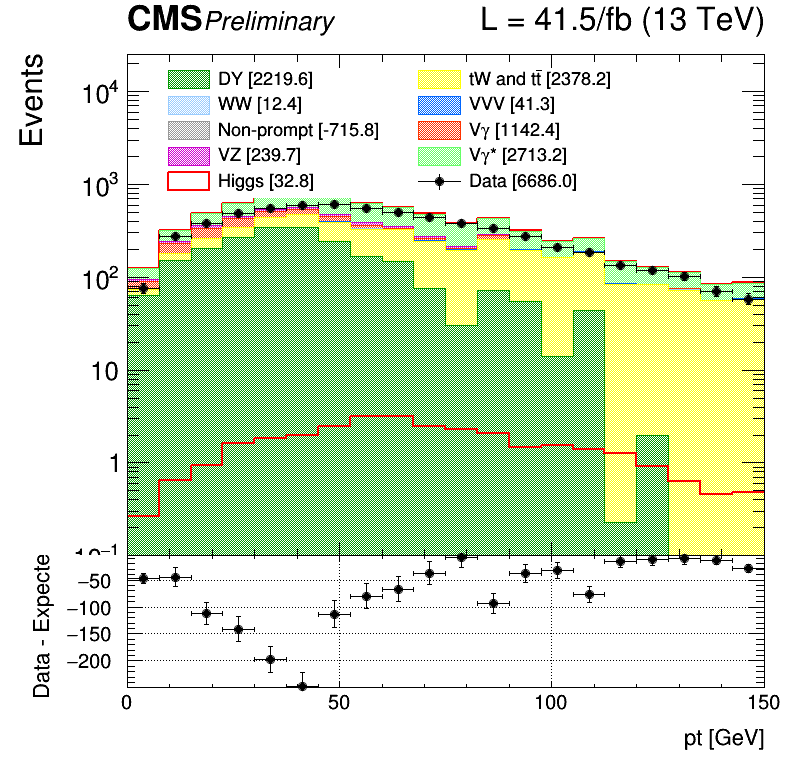 CMS Preliminary L = 41.5/fb (13 TeV)
Events
DY [2219.6] tW and tt̄ [2378.2]
WW [12.4] VVV [41.3]
Non-prompt [-715.8] Vγ [1142.4]
VZ [239.7] Vγ* [2713.2]
Higgs [32.8] Data [6686.0]
10⁴
10³
10²
10
1
10⁻¹
Data - Expecte
−50
−100
−150
−200
0 50 100 150
pt [GeV]